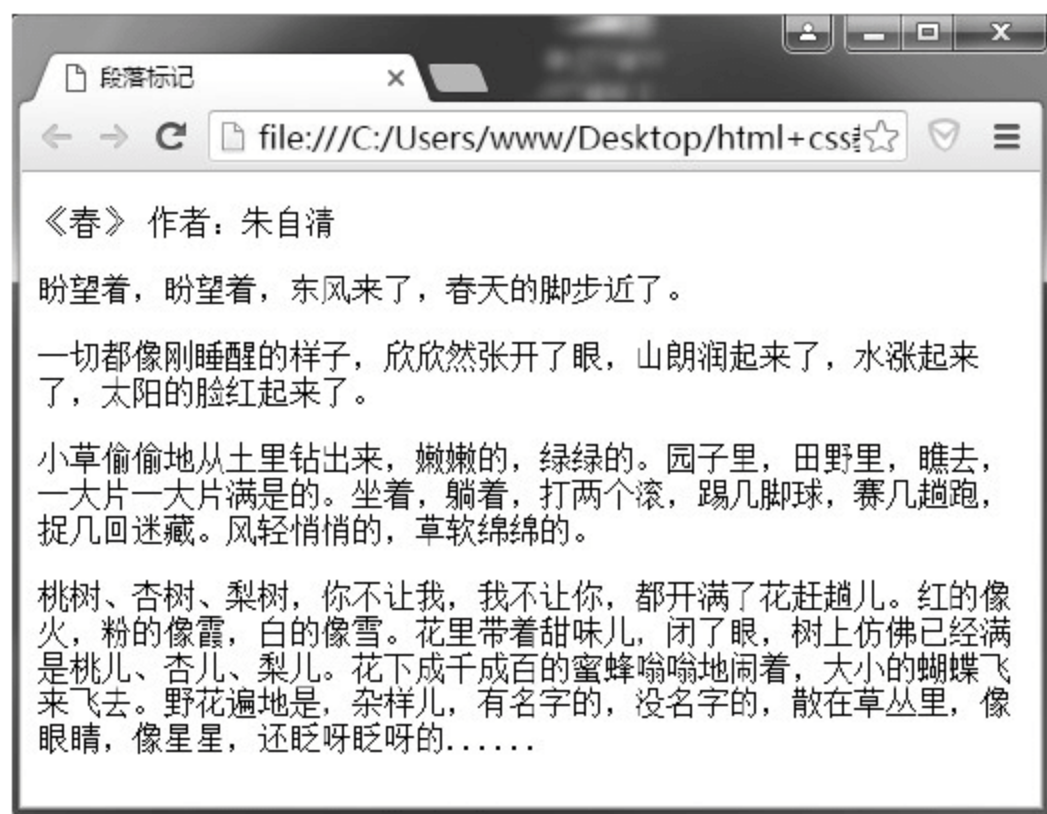 段落标记
file:///C:/Users/www/Desktop/html+css
《春》 作者：朱自清
盼望着，盼望着，东风来了，春天的脚步近了。
一切都像刚睡醒的样子，欣欣然张开了眼，山朗润起来了，水涨起来
了，太阳的脸红起来了。
小草偷偷地从土里钻出来，嫩嫩的，绿绿的。园子里，田野里，瞧去，
一大片一大片满是的。坐着，躺着，打两个滚，踢几脚球，赛几趟跑，
捉几回迷藏。风轻悄悄的，草软绵绵的。
桃树、杏树、梨树，你不让我，我不让你，都开满了花赶趟儿。红的像
火，粉的像霞，白的像雪。花里带着甜味儿，闭了眼，树上仿佛已经满
是桃儿、杏儿、梨儿。花下成千成百的蜜蜂嗡嗡地闹着，大小的蝴蝶飞
来飞去。野花遍地是，杂样儿，有名字的，没名字的，散在草丛里，像
眼睛，像星星，还眨呀眨呀的......